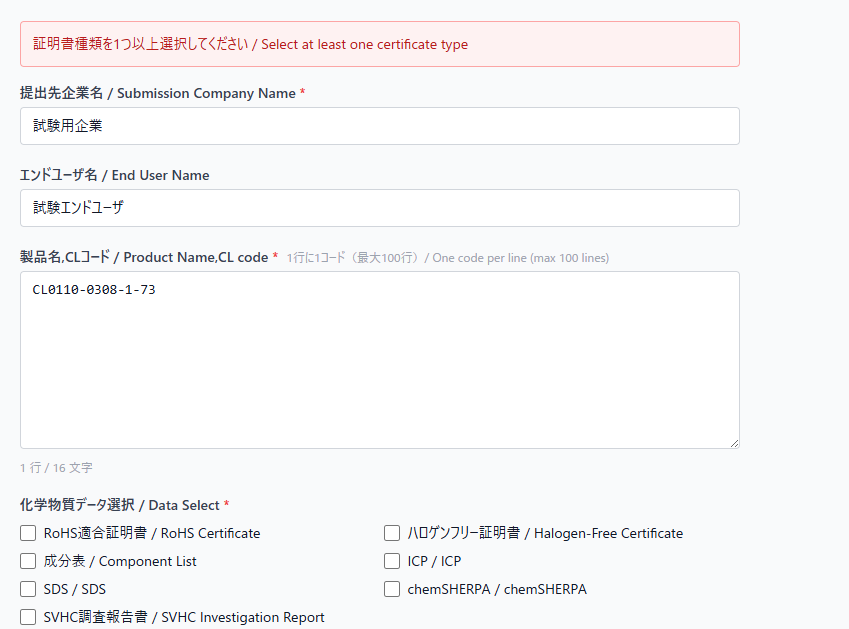 証明書種類を1つ以上選択してください / Select at least one certificate type
提出先企業名 / Submission Company Name *
試験用企業
エンドユーザ名 / End User Name
試験エンドユーザ
製品名,CLコード / Product Name,CL code * 1行に1コード（最大100行）/ One code per line (max 100 lines)
CL0110-0308-1-73
1 行 / 16 文字
化学物質データ選択 / Data Select *
RoHS適合証明書 / RoHS Certificate
ハロゲンフリー証明書 / Halogen-Free Certificate
成分表 / Component List
ICP / ICP
SDS / SDS
chemSHERPA / chemSHERPA
SVHC調査報告書 / SVHC Investigation Report